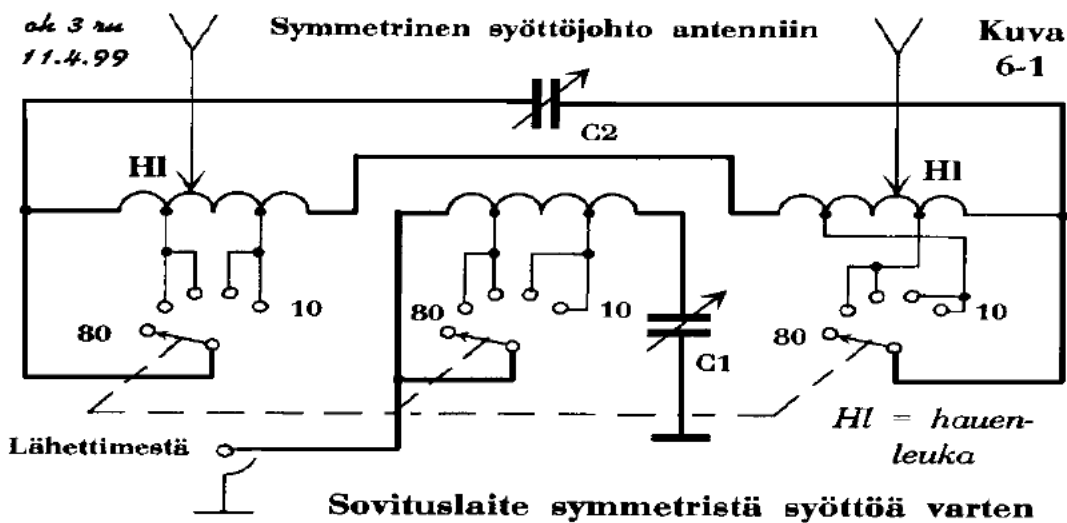 oh 3 ru
11.4.99
Symmetrinen syöttöjohto antenniin
Kuva
6-1
C2
Hl
Hl
80
10
80
10
C1
80
10
Lähettimestä
Hl = hauen-
leuka
Sovituslaite symmetristä syöttöä varten